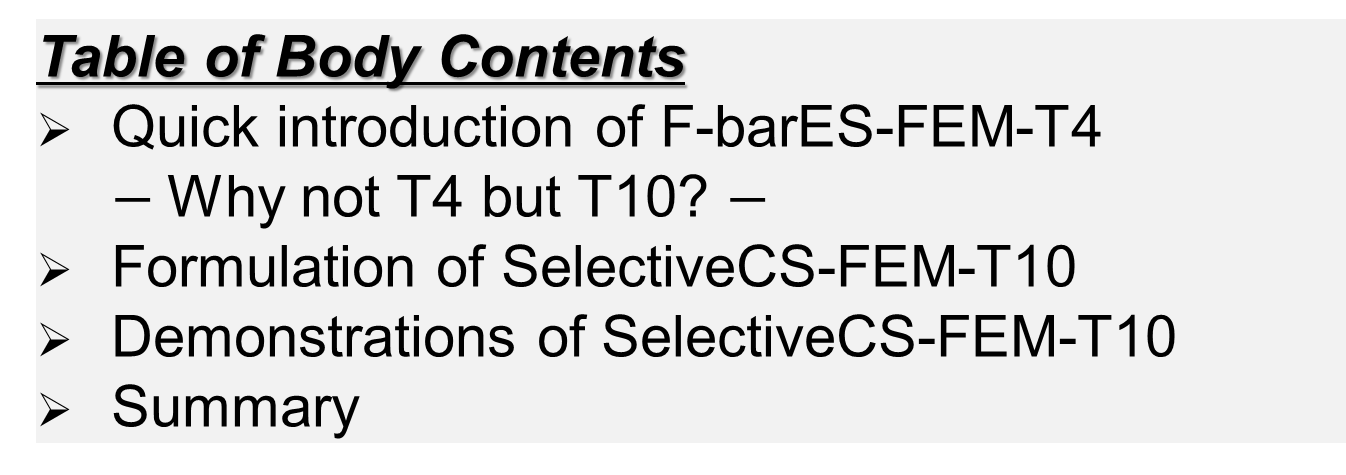 Table of Body Contents
➢ Quick introduction of F-barES-FEM-T4
— Why not T4 but T10? —
➢ Formulation of SelectiveCS-FEM-T10
➢ Demonstrations of SelectiveCS-FEM-T10
➢ Summary